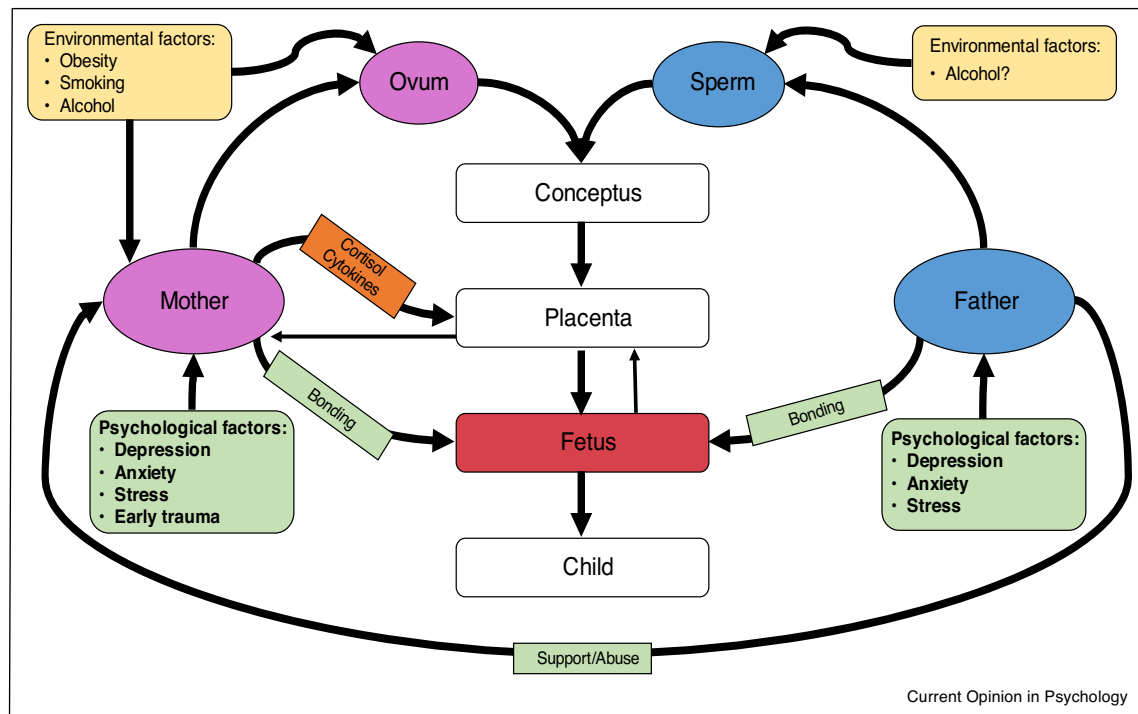 Environmental factors:
• Obesity
• Smoking
• Alcohol
Ovum
Sperm
Environmental factors:
• Alcohol?
Conceptus
Cortisol
Cytokines
Mother
Placenta
Father
Bonding
Bonding
Fetus
Psychological factors:
• Depression
• Anxiety
• Stress
• Early trauma
Psychological factors:
• Depression
• Anxiety
• Stress
Child
Support/Abuse
Current Opinion in Psychology